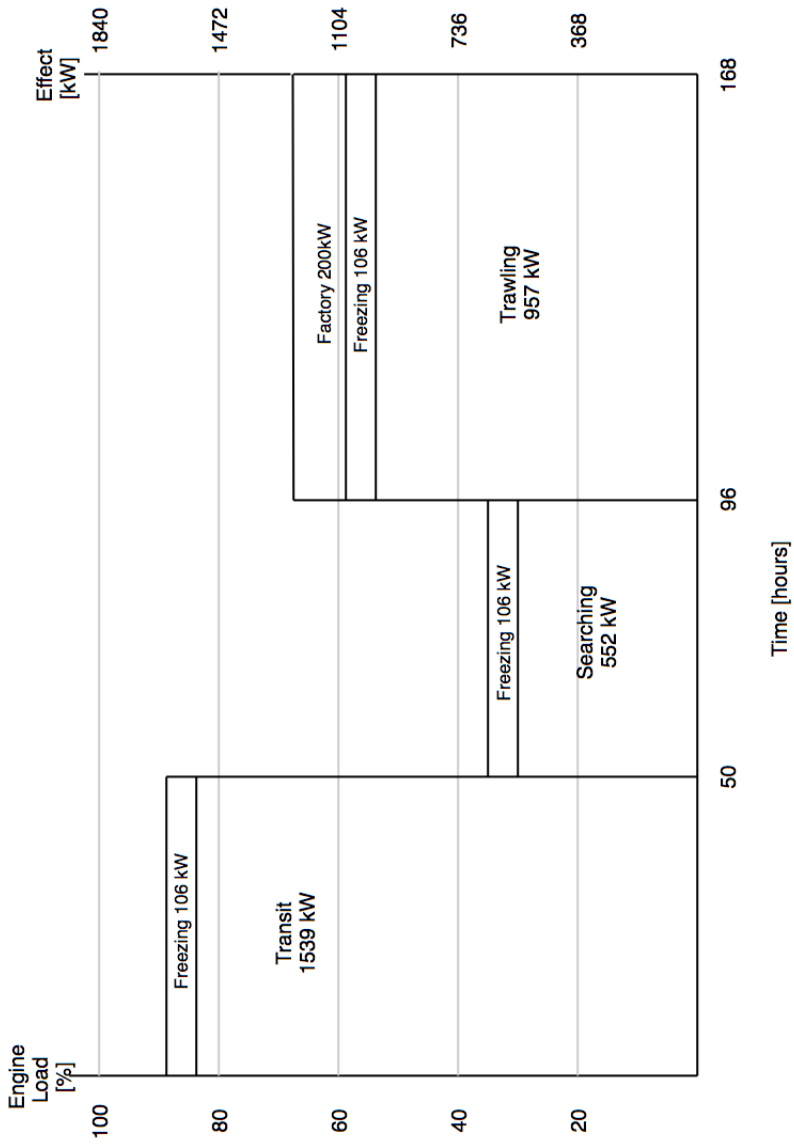 Engine
Load
[%]
Effect
[kW]
100
1840
80
1472
60
1104
40
736
20
368
Freezing 106 kW
Transit
1539 kW
Freezing 106 kW
Searching
552 kW
Factory 200kW
Freezing 106 kW
Trawling
957 kW
50
96
168
Time [hours]